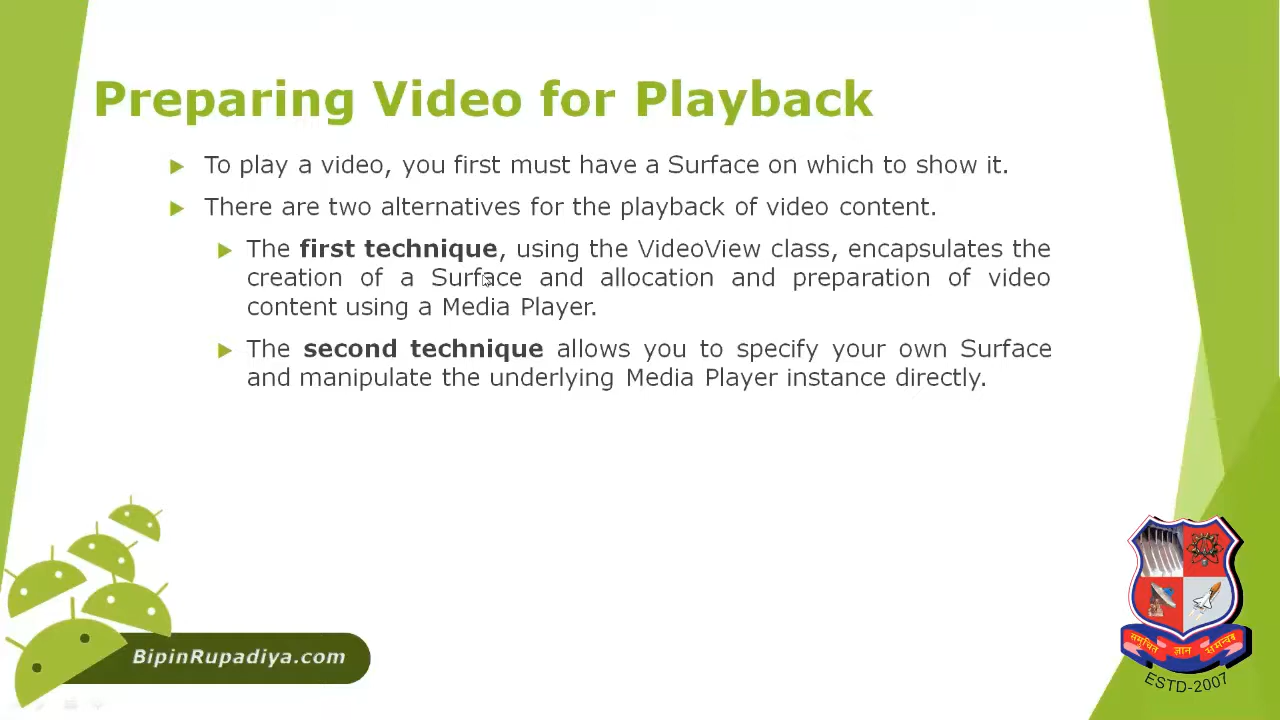 Preparing Video for Playback
To play a video, you first must have a Surface on which to show it.
There are two alternatives for the playback of video content.
The first technique, using the VideoView class, encapsulates the
creation of a Surface and allocation and preparation of video
content using a Media Player.
The second technique allows you to specify your own Surface
and manipulate the underlying Media Player instance directly.
BipinRupadiya.com
समुचित ज्ञान समन्वय
ESTD-2007